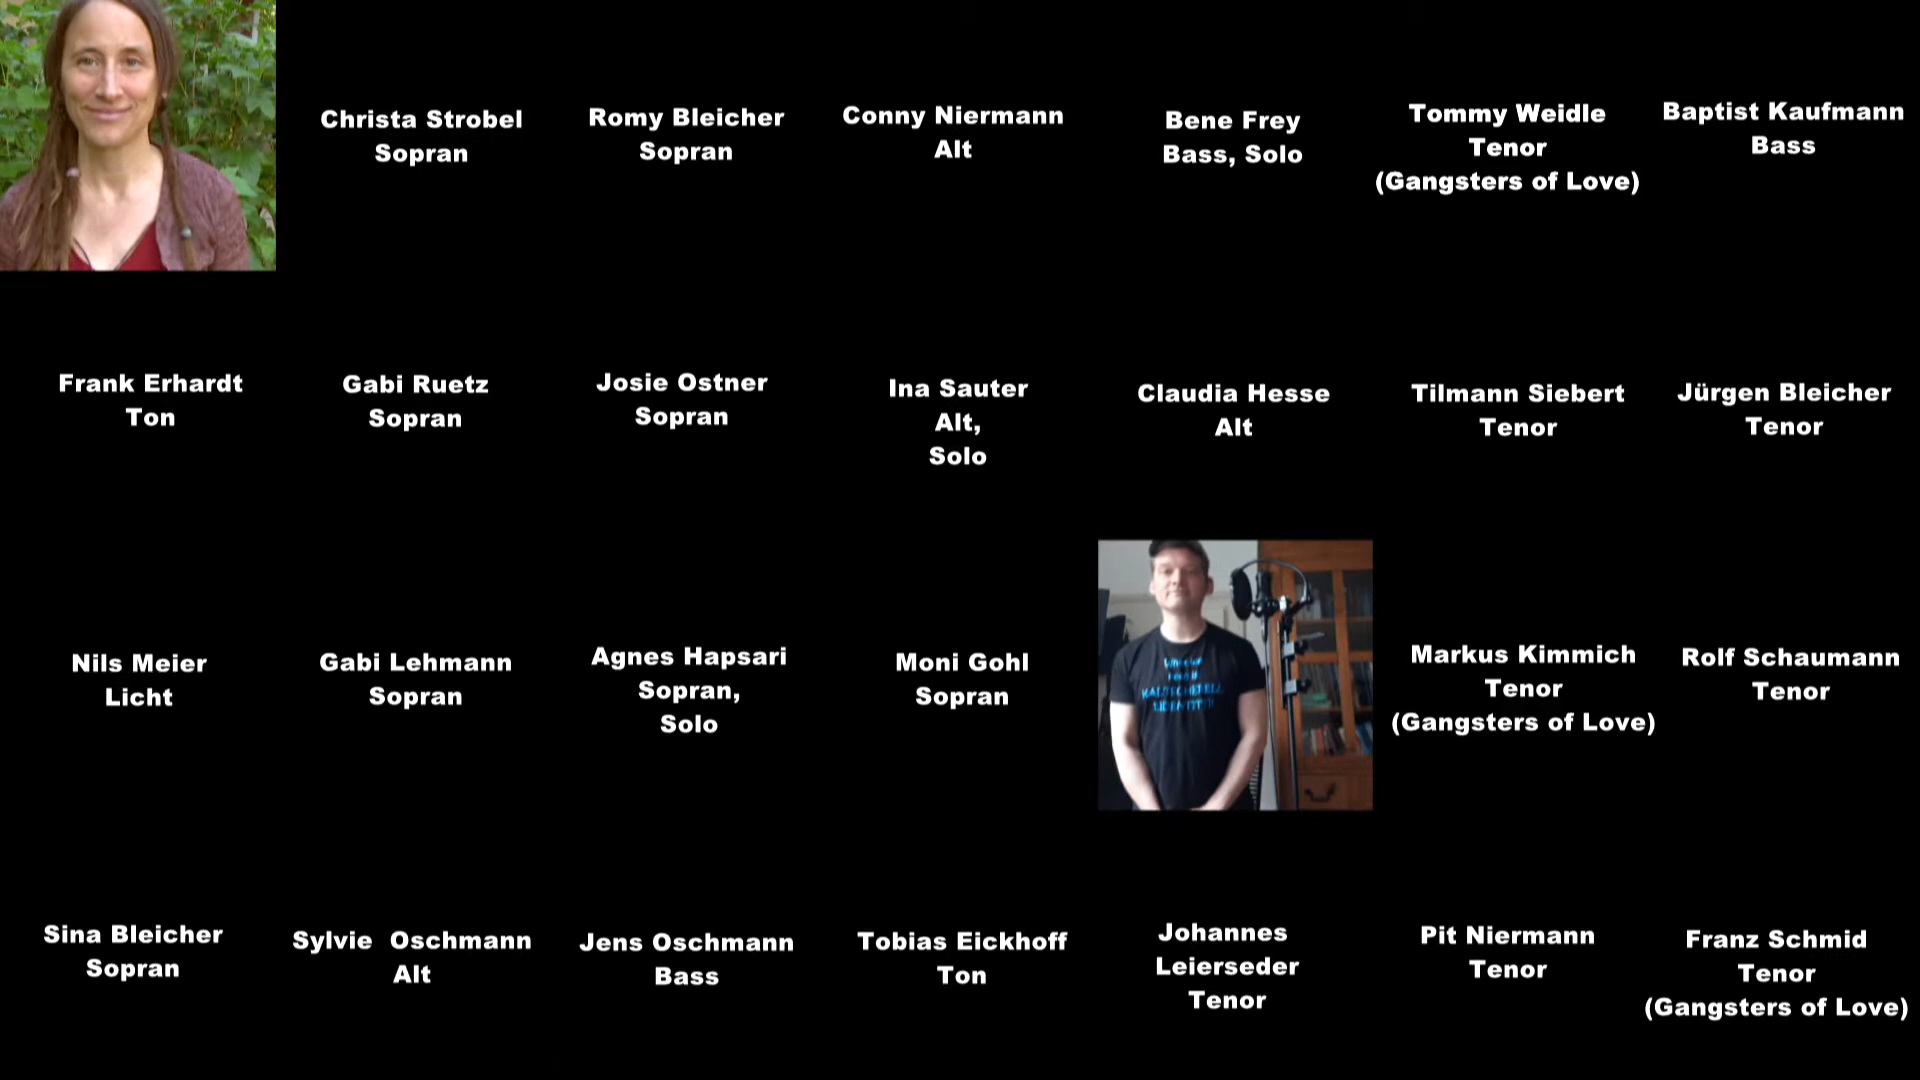 Christa Strobel
Sopran
Romy Bleicher
Sopran
Conny Niermann
Alt
Bene Frey
Bass, Solo
Tommy Weidle
Tenor
(Gangsters of Love)
Baptist Kaufmann
Bass
Frank Erhardt
Ton
Gabi Ruetz
Sopran
Josie Ostner
Sopran
Ina Sauter
Alt,
Solo
Claudia Hesse
Alt
Tilmann Siebert
Tenor
Jürgen Bleicher
Tenor
Nils Meier
Licht
Gabi Lehmann
Sopran
Agnes Hapsari
Sopran,
Solo
Moni Gohl
Sopran
Markus Kimmich
Tenor
(Gangsters of Love)
Rolf Schaumann
Tenor
Sina Bleicher
Sopran
Sylvie  Oschmann
Alt
Jens Oschmann
Bass
Tobias Eickhoff
Ton
Johannes
Leierseder
Tenor
Pit Niermann
Tenor
Franz Schmid
Tenor
(Gangsters of Love)